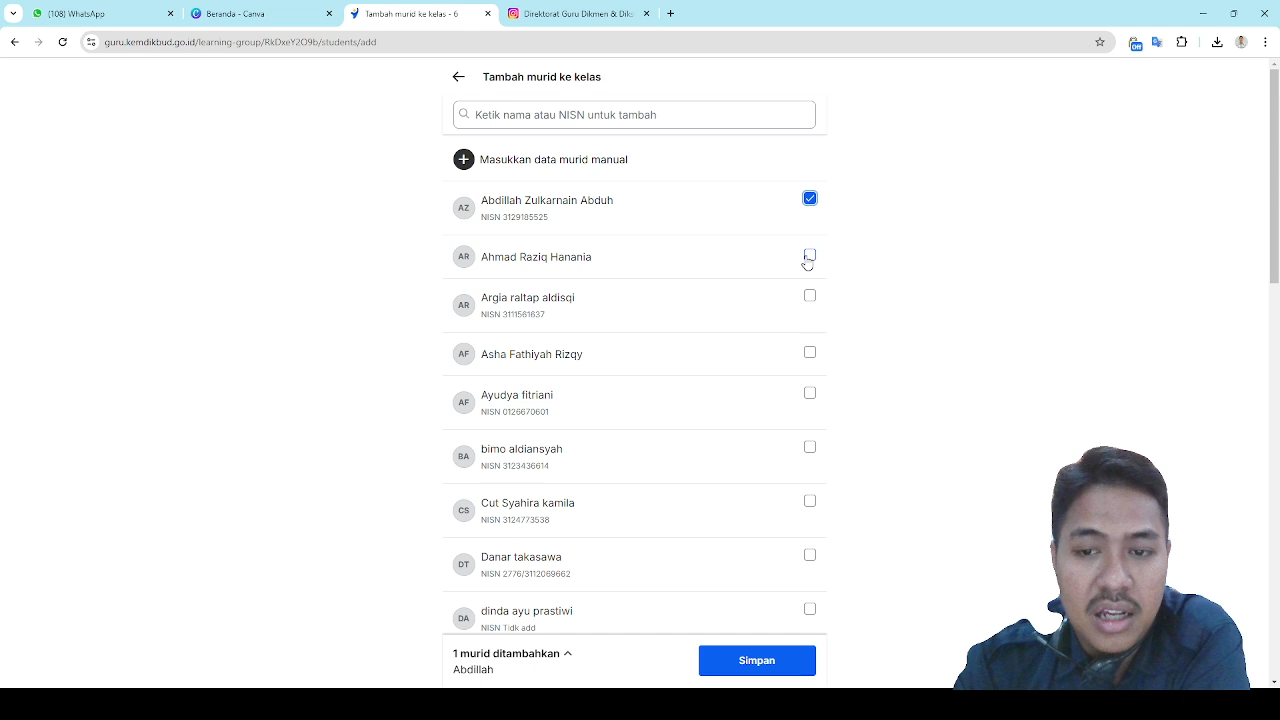 (108) WhatsApp
Beranda - Canva
Tambah murid ke kelas - 6
Direktorat Guru Dikmen & Diks
guru.kemdikbud.go.id/learning-group/RkDxeY2O9b/students/add
Off
Tambah murid ke kelas
Ketik nama atau NISN untuk tambah
Masukkan data murid manual
AZ
Abdillah Zulkarnain Abduh
NISN 3129185525
AR
Ahmad Raziq Hanania
AR
Argia raltap aldisqi
NISN 3111561637
AF
Asha Fathiyah Rizqy
AF
Ayudya fitriani
NISN 0126670601
BA
bimo aldiansyah
NISN 3123436614
CS
Cut Syahira kamila
NISN 3124773538
DT
Danar takasawa
NISN 2776/3112069662
DA
dinda ayu prastiwi
NISN Tidk add
1 murid ditambahkan
Abdillah
Simpan